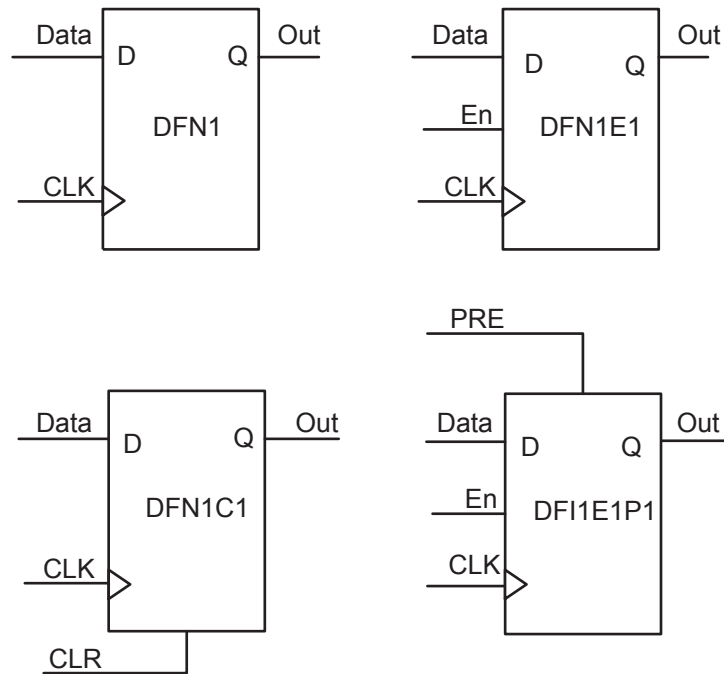 Data
D
Q
Out
DFN1
CLK
Data
D
Q
Out
En
DFN1E1
CLK
Data
D
Q
Out
DFN1C1
CLK
CLR
PRE
Data
D
Q
Out
En
DFI1E1P1
CLK